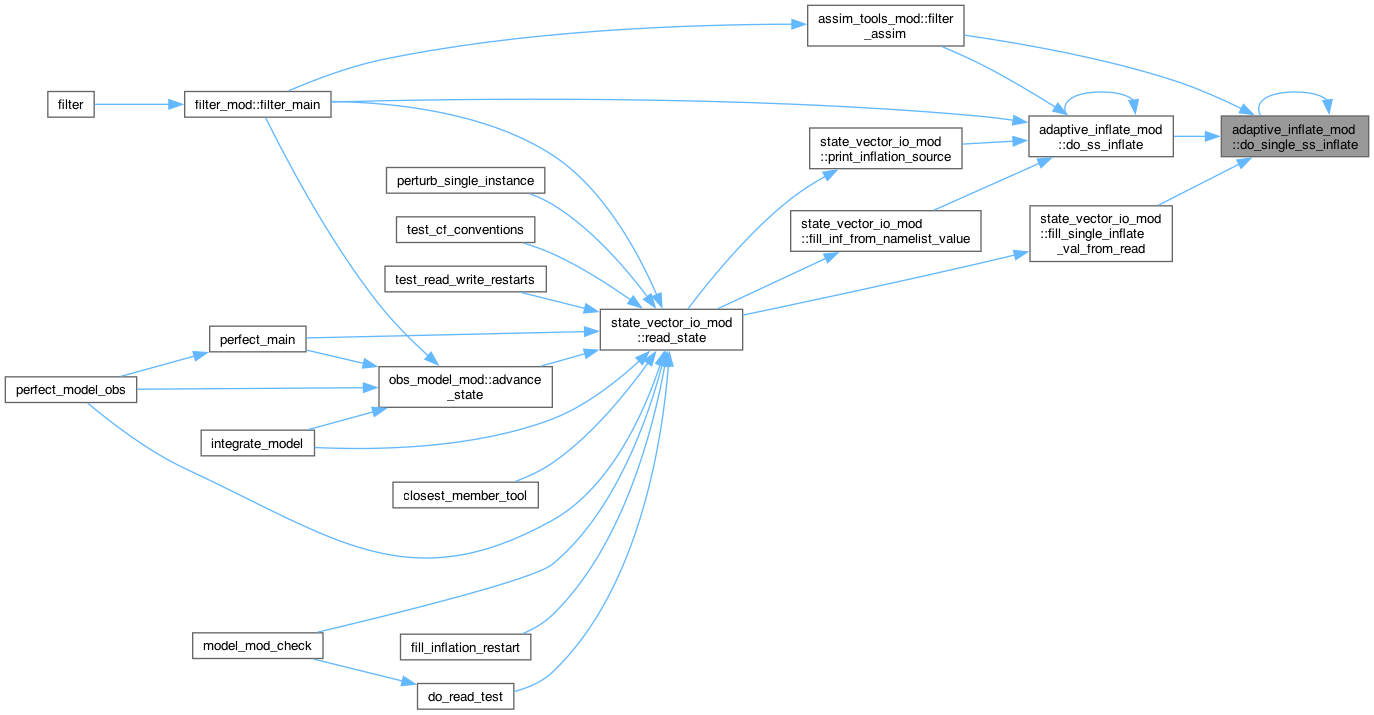 assim_tools_mod::filter
_assim
filter
filter_mod::filter_main
adaptive_inflate_mod
::do_ss_inflate
adaptive_inflate_mod
::do_single_ss_inflate
state_vector_io_mod
::print_inflation_source
perturb_single_instance
state_vector_io_mod
::fill_inf_from_namelist_value
state_vector_io_mod
::fill_single_inflate
_val_from_read
test_cf_conventions
test_read_write_restarts
state_vector_io_mod
::read_state
perfect_main
perfect_model_obs
obs_model_mod::advance
_state
integrate_model
closest_member_tool
model_mod_check
fill_inflation_restart
do_read_test